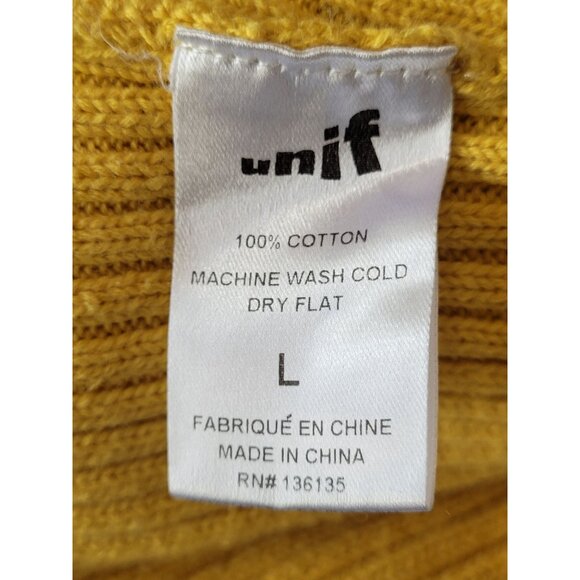 unif
100% COTTON
MACHINE WASH COLD
DRY FLAT
L
FABRIQUÉ EN CHINE
MADE IN CHINA
RN# 136135